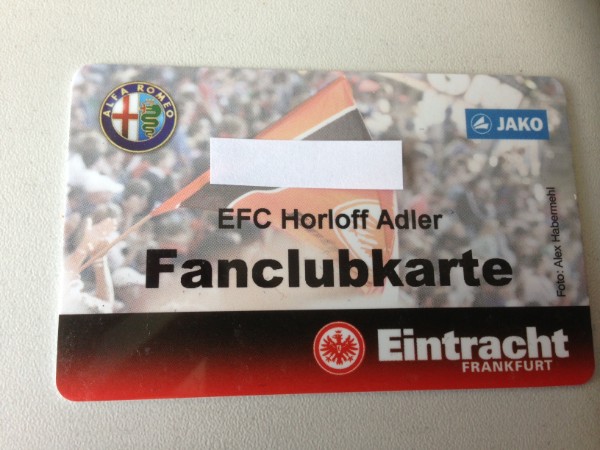 ALFA ROMEO
JAKO
EFC Horloff Adler
Fanclubkarte
Foto: Alex Habermehl
Eintracht
FRANKFURT